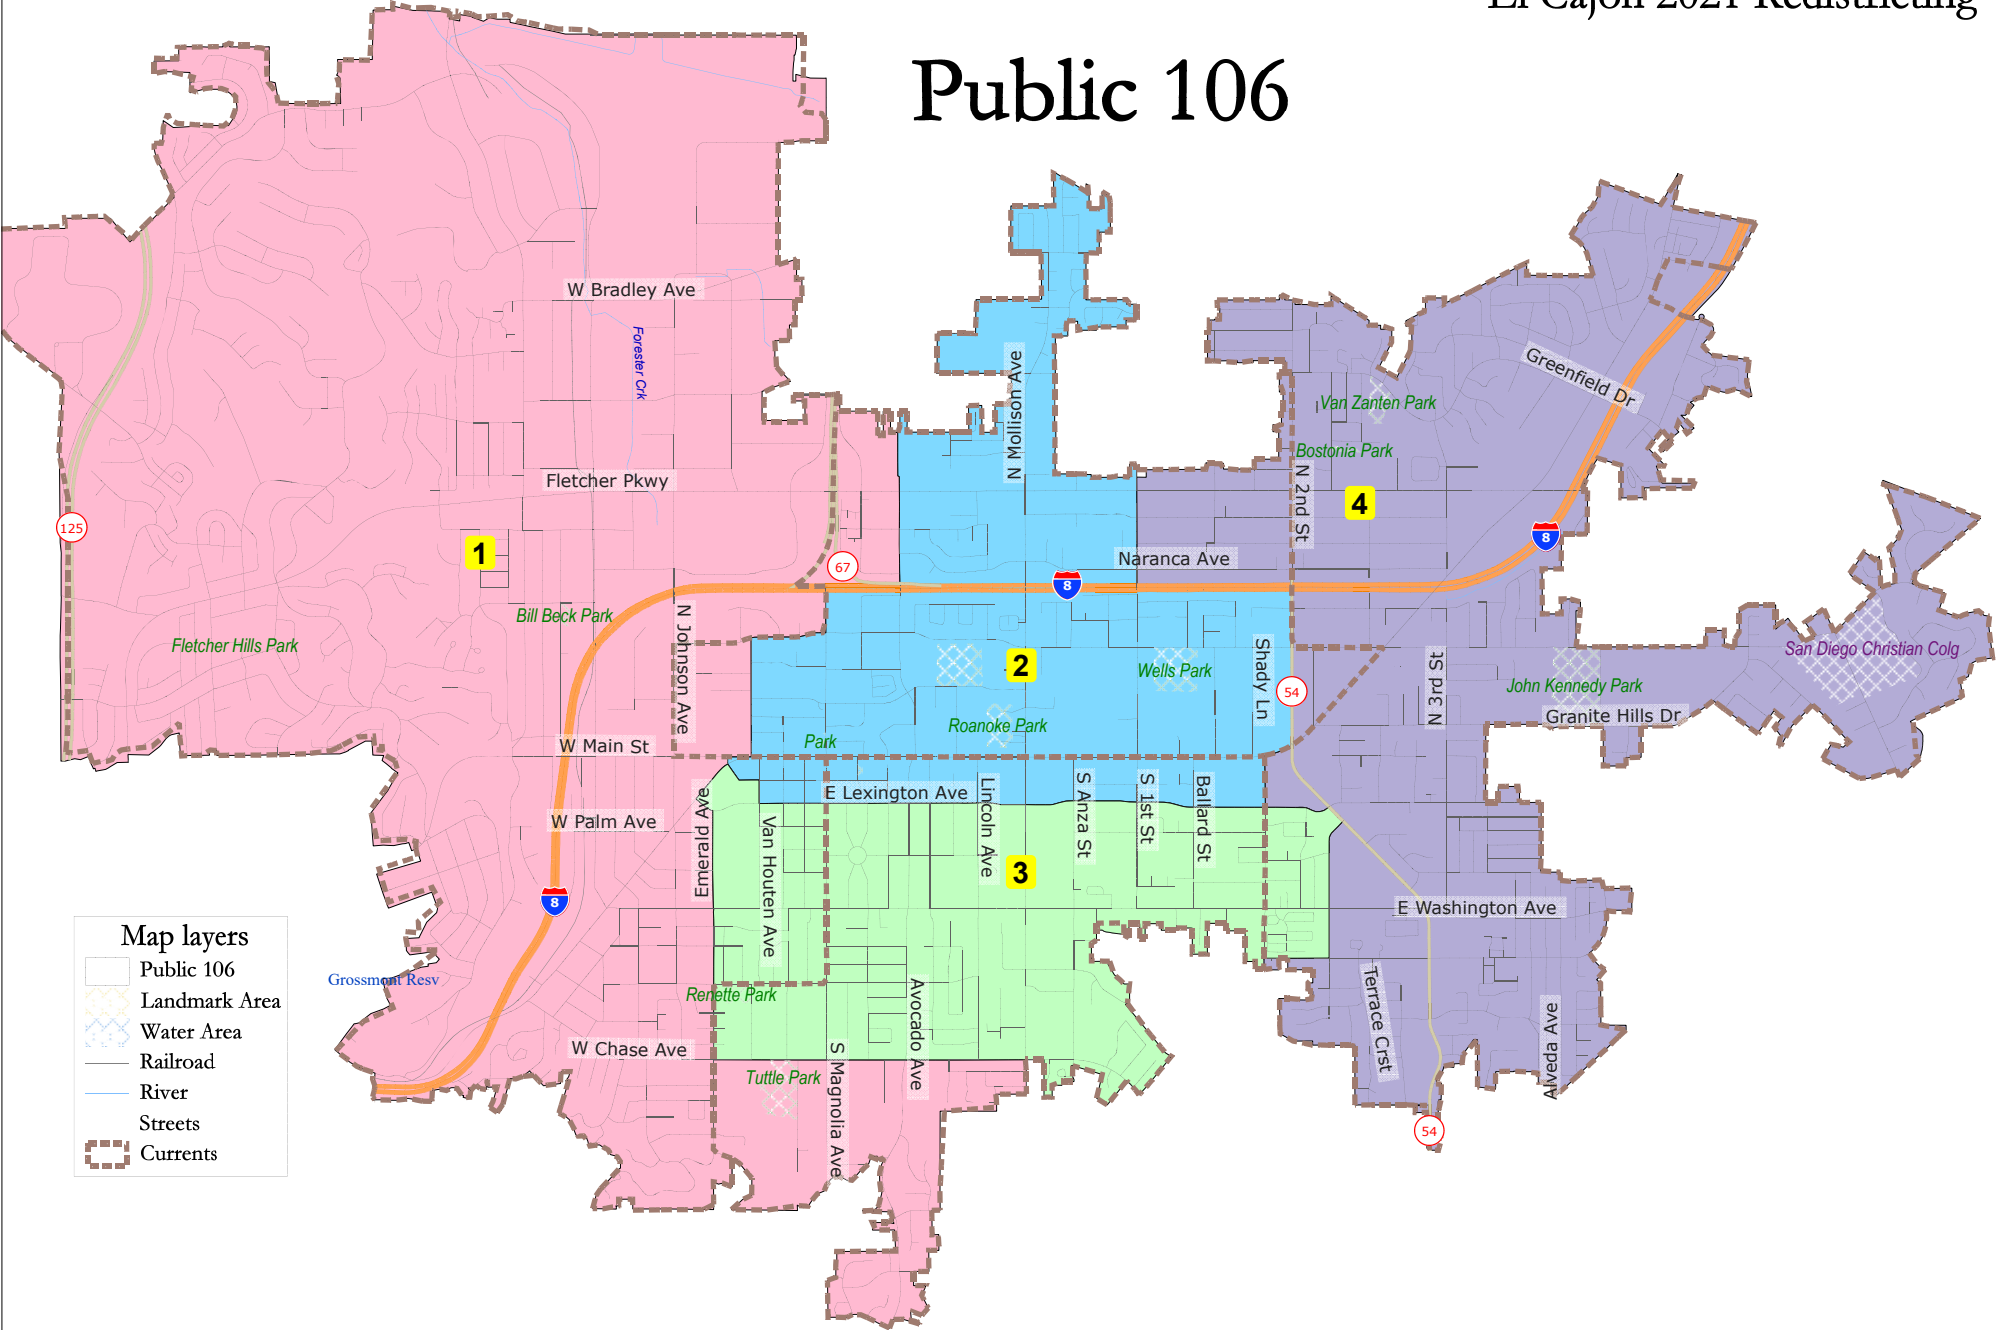 El Cajon 2021 Redistricting
Public 106
W Bradley Ave
Forester Crk
N Mollison Ave
Greenfield Dr
Van Zanten Park
Bostonia Park
Fletcher Pkwy
N 2nd St
4
125
8
1
Naranca Ave
67
8
Bill Beck Park
N Johnson Ave
Fletcher Hills Park
2
Wells Park
Shady Ln
54
N 3rd St
San Diego Christian Colg
John Kennedy Park
Granite Hills Dr
Roanoke Park
Park
W Main St
E Lexington Ave
Lincoln Ave
S Anza St
S 1st St
Ballard St
W Palm Ave
Emerald Ave
Van Houten Ave
3
8
E Washington Ave
Grossmont Resv
Renette Park
Avocado Ave
Terrace Crst
Alveda Ave
W Chase Ave
S Magnolia Ave
Tuttle Park
54
Map layers
Public 106
Landmark Area
Water Area
Railroad
River
Streets
Currents